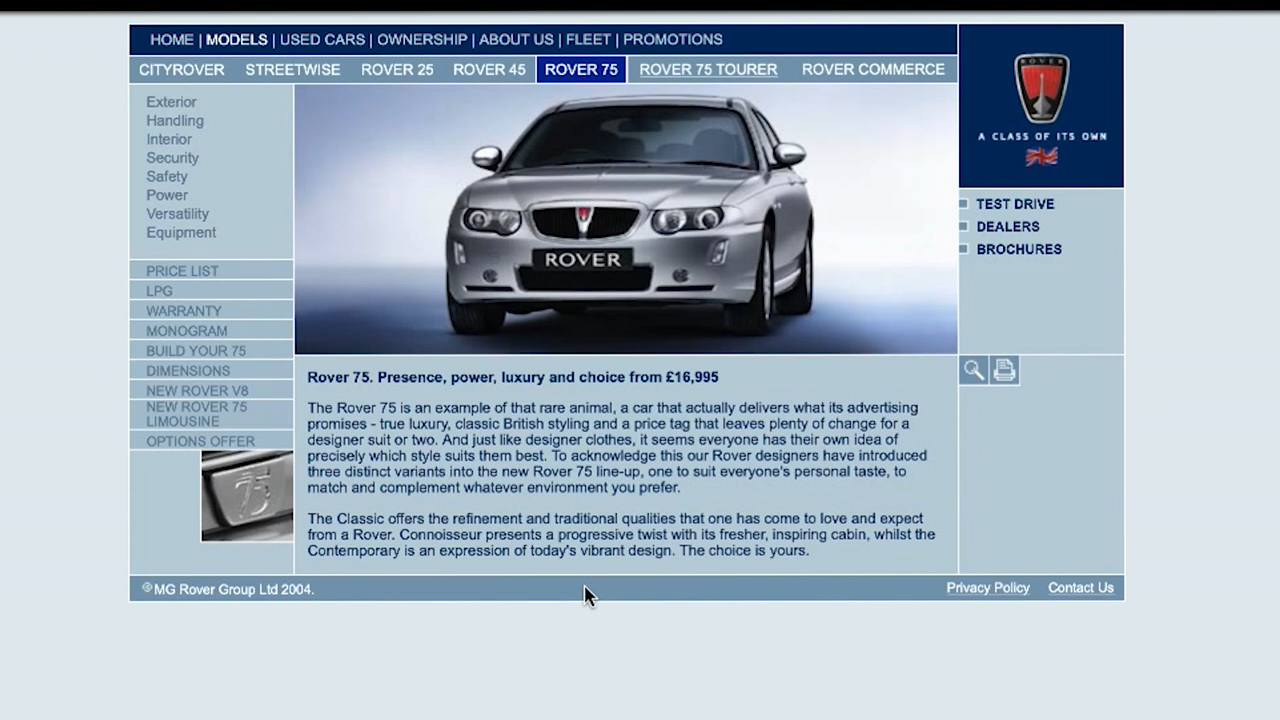 HOME | MODELS | USED CARS | OWNERSHIP | ABOUT US | FLEET | PROMOTIONS
CITYROVER STREETWISE ROVER 25 ROVER 45 ROVER 75 ROVER 75 TOURER ROVER COMMERCE
ROVER
A CLASS OF ITS OWN
Exterior
Handling
Interior
Security
Safety
Power
Versatility
Equipment
PRICE LIST
LPG
WARRANTY
MONOGRAM
BUILD YOUR 75
DIMENSIONS
NEW ROVER V8
NEW ROVER 75
LIMOUSINE
OPTIONS OFFER
75
ROVER
TEST DRIVE
DEALERS
BROCHURES
Rover 75. Presence, power, luxury and choice from £16,995
The Rover 75 is an example of that rare animal, a car that actually delivers what its advertising
promises - true luxury, classic British styling and a price tag that leaves plenty of change for a
designer suit or two. And just like designer clothes, it seems everyone has their own idea of
precisely which style suits them best. To acknowledge this our Rover designers have introduced
three distinct variants into the new Rover 75 line-up, one to suit everyone's personal taste, to
match and complement whatever environment you prefer.
The Classic offers the refinement and traditional qualities that one has come to love and expect
from a Rover. Connoisseur presents a progressive twist with its fresher, inspiring cabin, whilst the
Contemporary is an expression of today's vibrant design. The choice is yours.
©MG Rover Group Ltd 2004.
Privacy Policy Contact Us